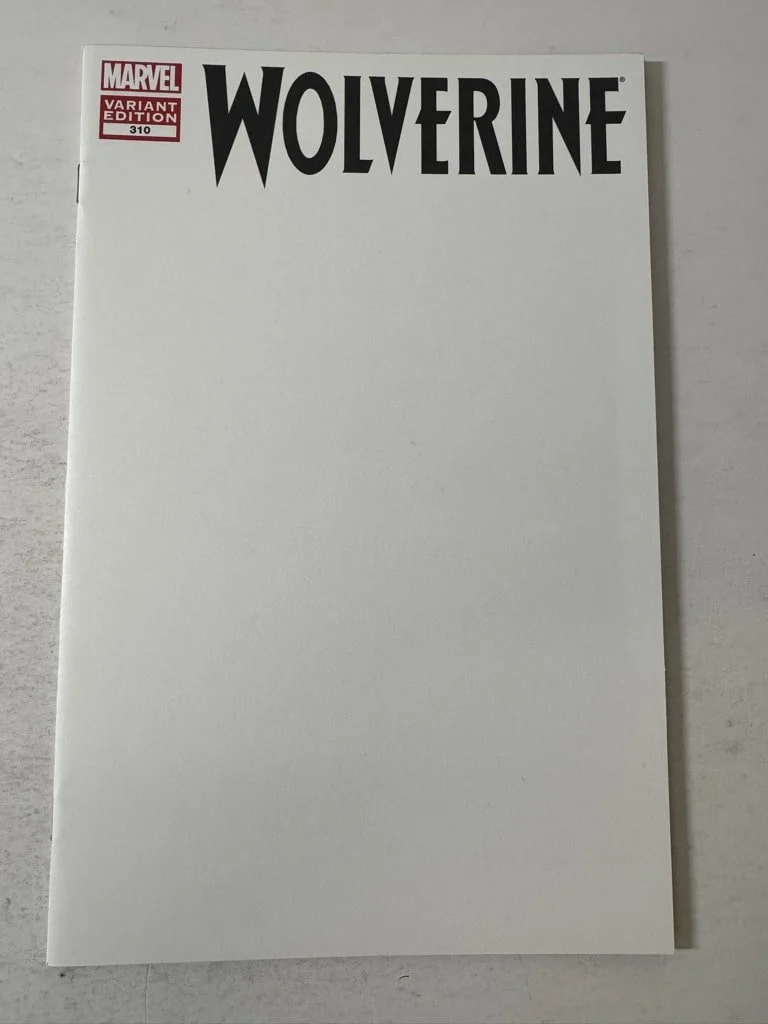 MARVEL
VARIANT
EDITION
310
WOLVERINE®